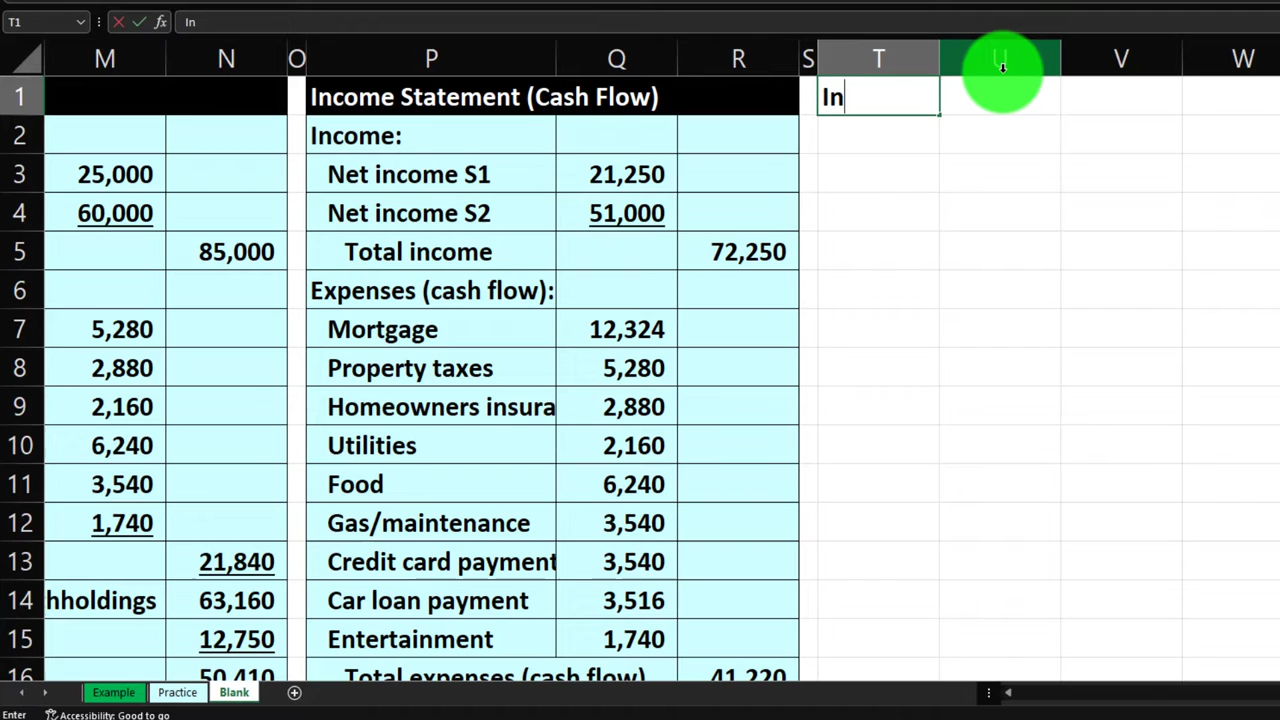 T1 In
M N O P Q R S T U V W
1 Income Statement (Cash Flow) In
2 Income:
3 25,000 Net income S1 21,250
4 60,000 Net income S2 51,000
5 85,000 Total income 72,250
6 Expenses (cash flow):
7 5,280 Mortgage 12,324
8 2,880 Property taxes 5,280
9 2,160 Homeowners insura 2,880
10 6,240 Utilities 2,160
11 3,540 Food 6,240
12 1,740 Gas/maintenance 3,540
13 21,840 Credit card payment 3,540
14 hholdings 63,160 Car loan payment 3,516
15 12,750 Entertainment 1,740
16 50,410 Total expenses (cash flow) 41,220
Example Practice Blank
Enter Accessibility: Good to go